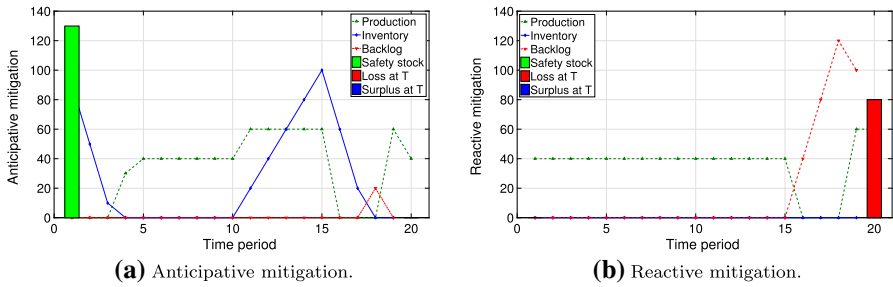 Anticipative mitigation
140
120
100
80
60
40
20
0
0 5 10 15 20
Time period
Production
Inventory
Backlog
Safety stock
Loss at T
Surplus at T
(a) Anticipative mitigation.
Reactive mitigation
140
120
100
80
60
40
20
0
0 5 10 15 20
Time period
Production
Inventory
Backlog
Safety stock
Loss at T
Surplus at T
(b) Reactive mitigation.